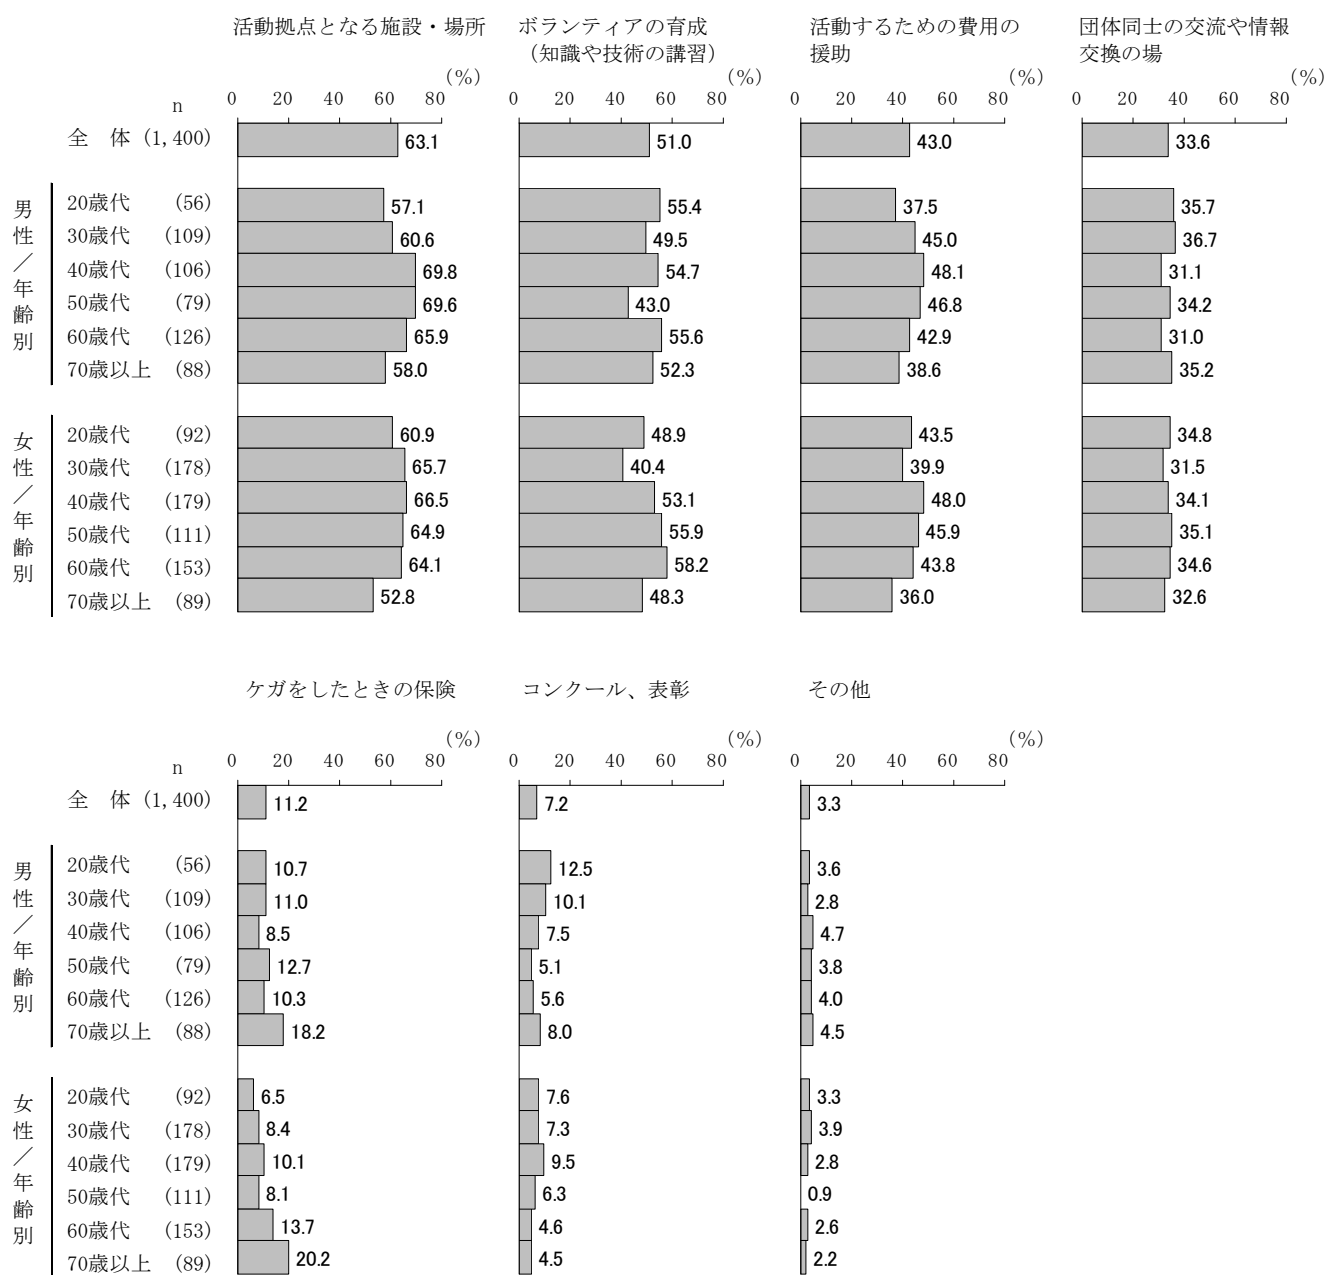 活動拠点となる施設・場所 ボランティアの育成 活動するための費用の 団体同士の交流や情報
（知識や技術の講習） 援助 交換の場
(%) (%) (%) (%)
n 0 20 40 60 80 0 20 40 60 80 0 20 40 60 80 0 20 40 60 80
全 体 (1,400) 63.1 51.0 43.0 33.6
男性／年齢別
20歳代 (56) 57.1 55.4 37.5 35.7
30歳代 (109) 60.6 49.5 45.0 36.7
40歳代 (106) 69.8 54.7 48.1 31.1
50歳代 (79) 69.6 43.0 46.8 34.2
60歳代 (126) 65.9 55.6 42.9 31.0
70歳以上 (88) 58.0 52.3 38.6 35.2
女性／年齢別
20歳代 (92) 60.9 48.9 43.5 34.8
30歳代 (178) 65.7 40.4 39.9 31.5
40歳代 (179) 66.5 53.1 48.0 34.1
50歳代 (111) 64.9 55.9 45.9 35.1
60歳代 (153) 64.1 58.2 43.8 34.6
70歳以上 (89) 52.8 48.3 36.0 32.6
ケガをしたときの保険 コンクール、表彰 その他
(%) (%) (%)
n 0 20 40 60 80 0 20 40 60 80 0 20 40 60 80
全 体 (1,400) 11.2 7.2 3.3
男性／年齢別
20歳代 (56) 10.7 12.5 3.6
30歳代 (109) 11.0 10.1 2.8
40歳代 (106) 8.5 7.5 4.7
50歳代 (79) 12.7 5.1 3.8
60歳代 (126) 10.3 5.6 4.0
70歳以上 (88) 18.2 8.0 4.5
女性／年齢別
20歳代 (92) 6.5 7.6 3.3
30歳代 (178) 8.4 7.3 3.9
40歳代 (179) 10.1 9.5 2.8
50歳代 (111) 8.1 6.3 0.9
60歳代 (153) 13.7 4.6 2.6
70歳以上 (89) 20.2 4.5 2.2